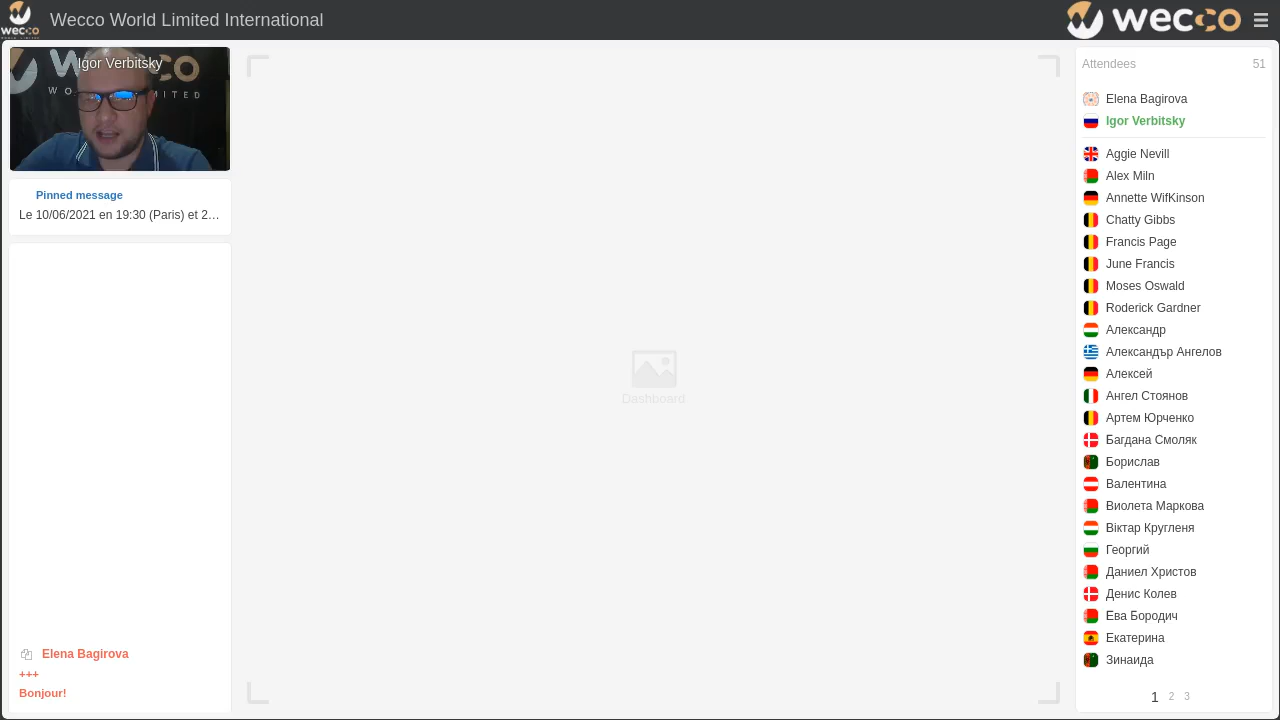 Wecco World Limited International
wecco
wecco
Igor Verbitsky
WORLD LIMITED
Pinned message
Le 10/06/2021 en 19:30 (Paris) et 2…
Elena Bagirova
+++
Bonjour!
Dashboard
Attendees 51
Elena Bagirova
Igor Verbitsky
Aggie Nevill
Alex Miln
Annette WifKinson
Chatty Gibbs
Francis Page
June Francis
Moses Oswald
Roderick Gardner
Александр
Александър Ангелов
Алексей
Ангел Стоянов
Артем Юрченко
Багдана Смоляк
Борислав
Валентина
Виолета Маркова
Віктар Кругленя
Георгий
Даниел Христов
Денис Колев
Ева Бородич
Екатерина
Зинаида
1 2 3